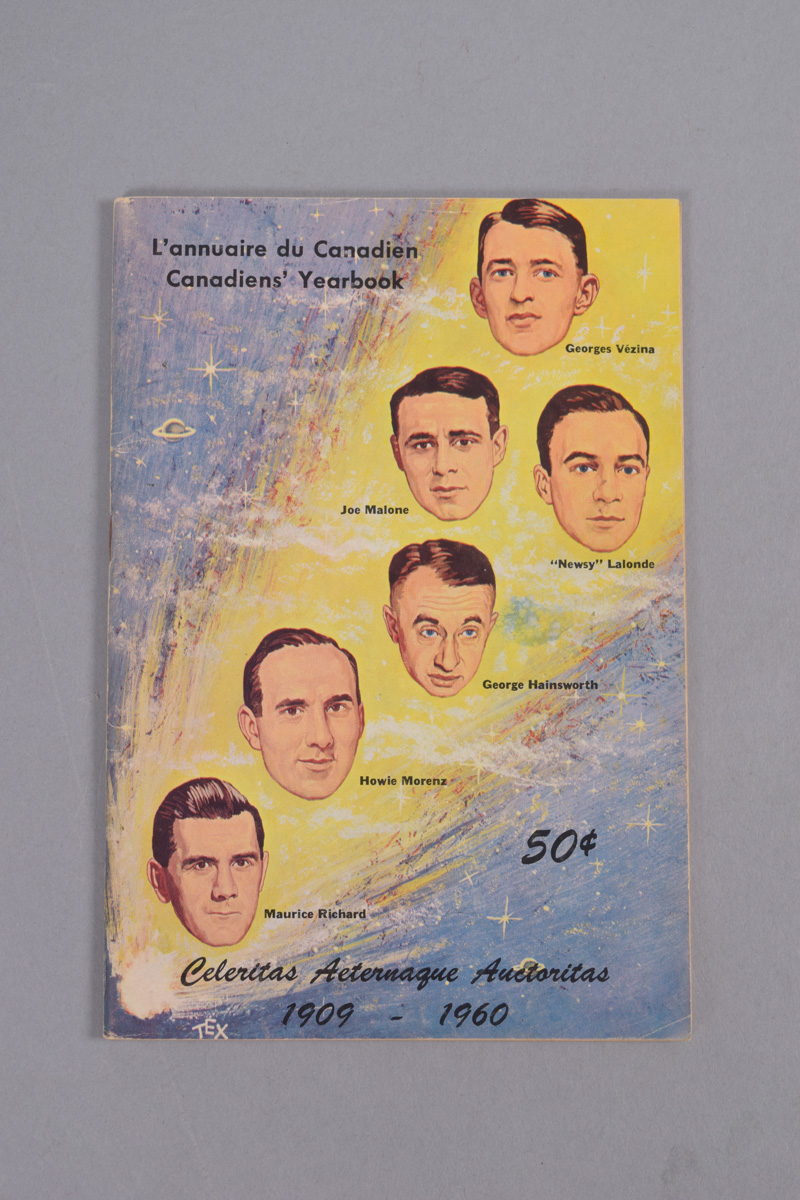 L'annuaire du Canadien
Canadiens' Yearbook
Georges Vézina
Joe Malone
"Newsy" Lalonde
George Hainsworth
Howie Morenz
50¢
Maurice Richard
Celeritas Aeternaque Auctoritas
1909 - 1960
TEX